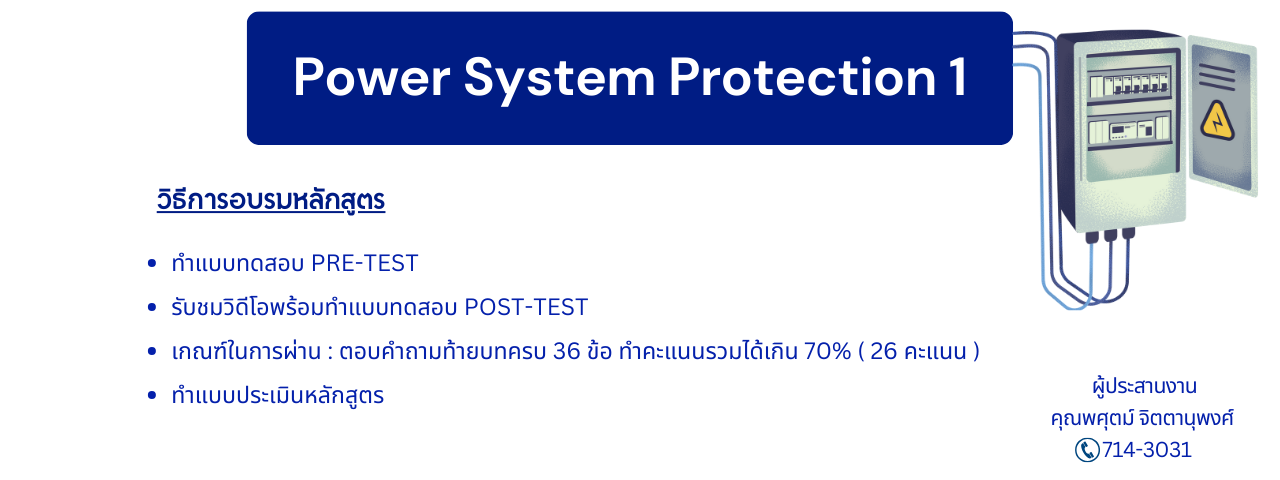 Power System Protection 1
วิธีการอบรมหลักสูตร
ทำแบบทดสอบ PRE-TEST
รับชมวิดีโอพร้อมทำแบบทดสอบ POST-TEST
เกณฑ์ในการผ่าน : ตอบคำถามท้ายบทครบ 36 ข้อ ทำคะแนนรวมได้เกิน 70% ( 26 คะแนน )
ทำแบบประเมินหลักสูตร
ผู้ประสานงาน
คุณพศุตม์ จิตตานุพงศ์
714-3031